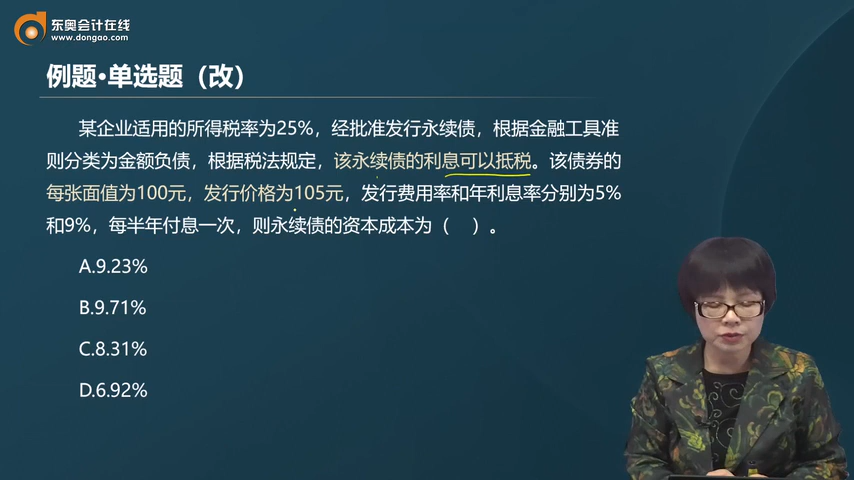 东奥会计在线
www.dongao.com
例题•单选题（改）
某企业适用的所得税率为25%，经批准发行永续债，根据金融工具准
则分类为金额负债，根据税法规定，该永续债的利息可以抵税。该债券的
每张面值为100元，发行价格为105元，发行费用率和年利息率分别为5%
和9%，每半年付息一次，则永续债的资本成本为（　）。
A.9.23%
B.9.71%
C.8.31%
D.6.92%